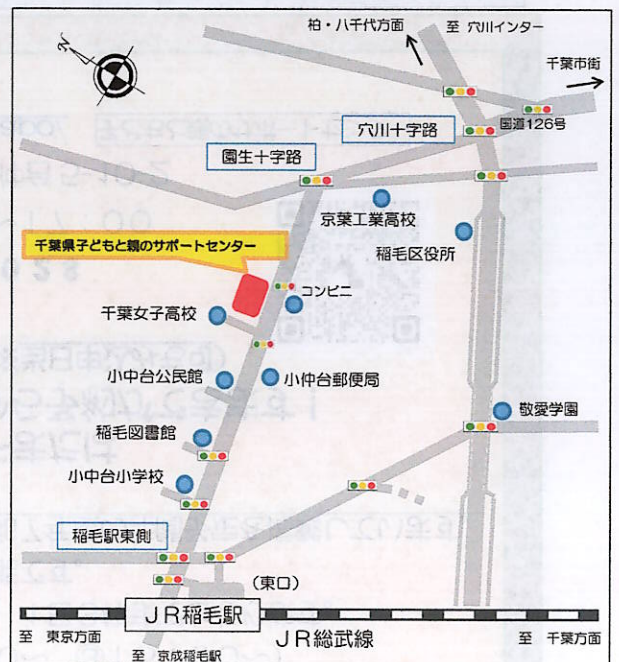 柏・八千代方面
至 穴川インター
千葉市街
N
穴川十字路
国道126号
園生十字路
京葉工業高校
稲毛区役所
千葉県子どもと親のサポートセンター
コンビニ
千葉女子高校
小中台公民館
小仲台郵便局
敬愛学園
稲毛図書館
小中台小学校
稲毛駅東側
(東口)
JR稲毛駅
JR総武線
至 東京方面
至 千葉方面
至 京成稲毛駅